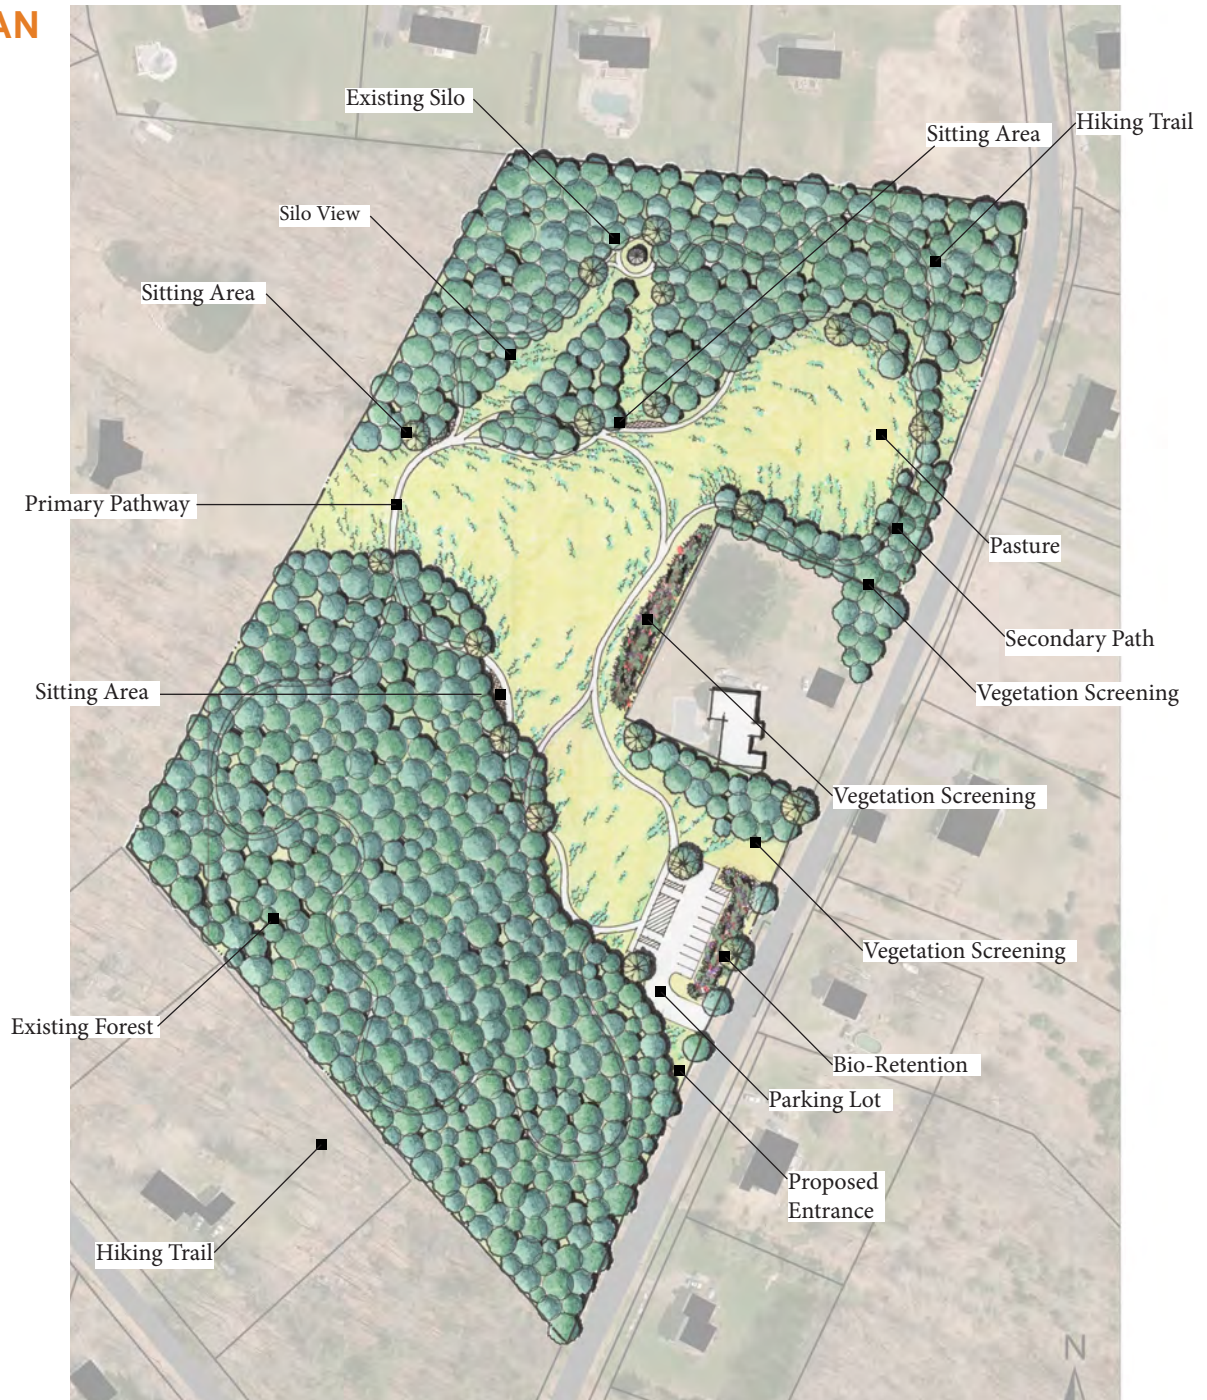 AN
Existing Silo
Hiking Trail
Sitting Area
Silo View
Sitting Area
Primary Pathway
Pasture
Secondary Path
Sitting Area
Vegetation Screening
Vegetation Screening
Vegetation Screening
Existing Forest
Bio-Retention
Parking Lot
Proposed
Entrance
Hiking Trail
N